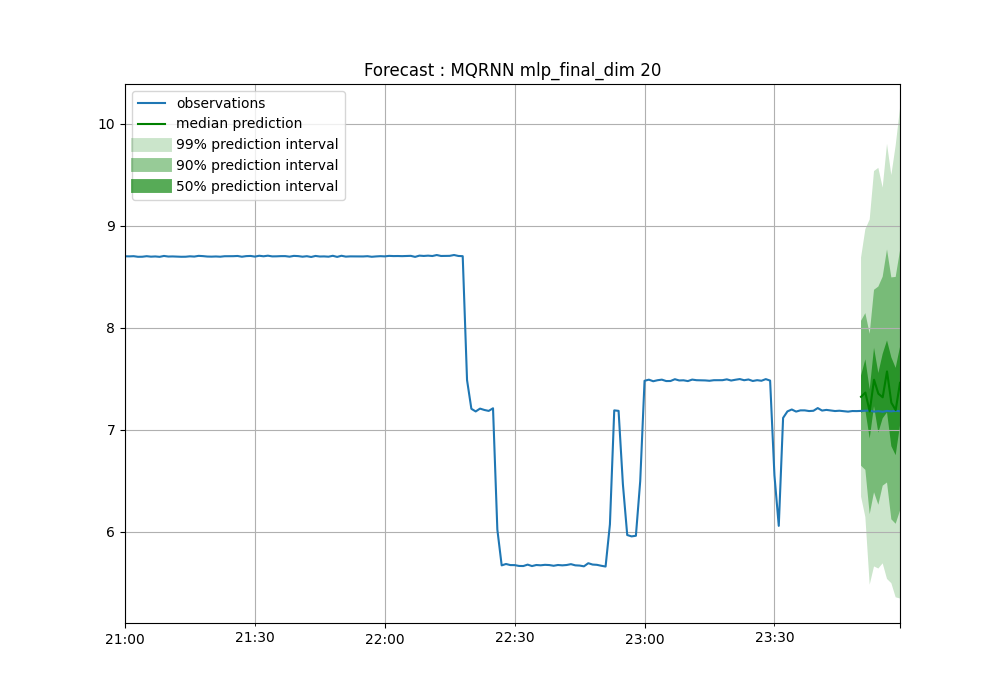 Forecast : MQRNN mlp_final_dim 20
observations
median prediction
99% prediction interval
90% prediction interval
50% prediction interval
10
9
8
7
6
21:00
21:30
22:00
22:30
23:00
23:30